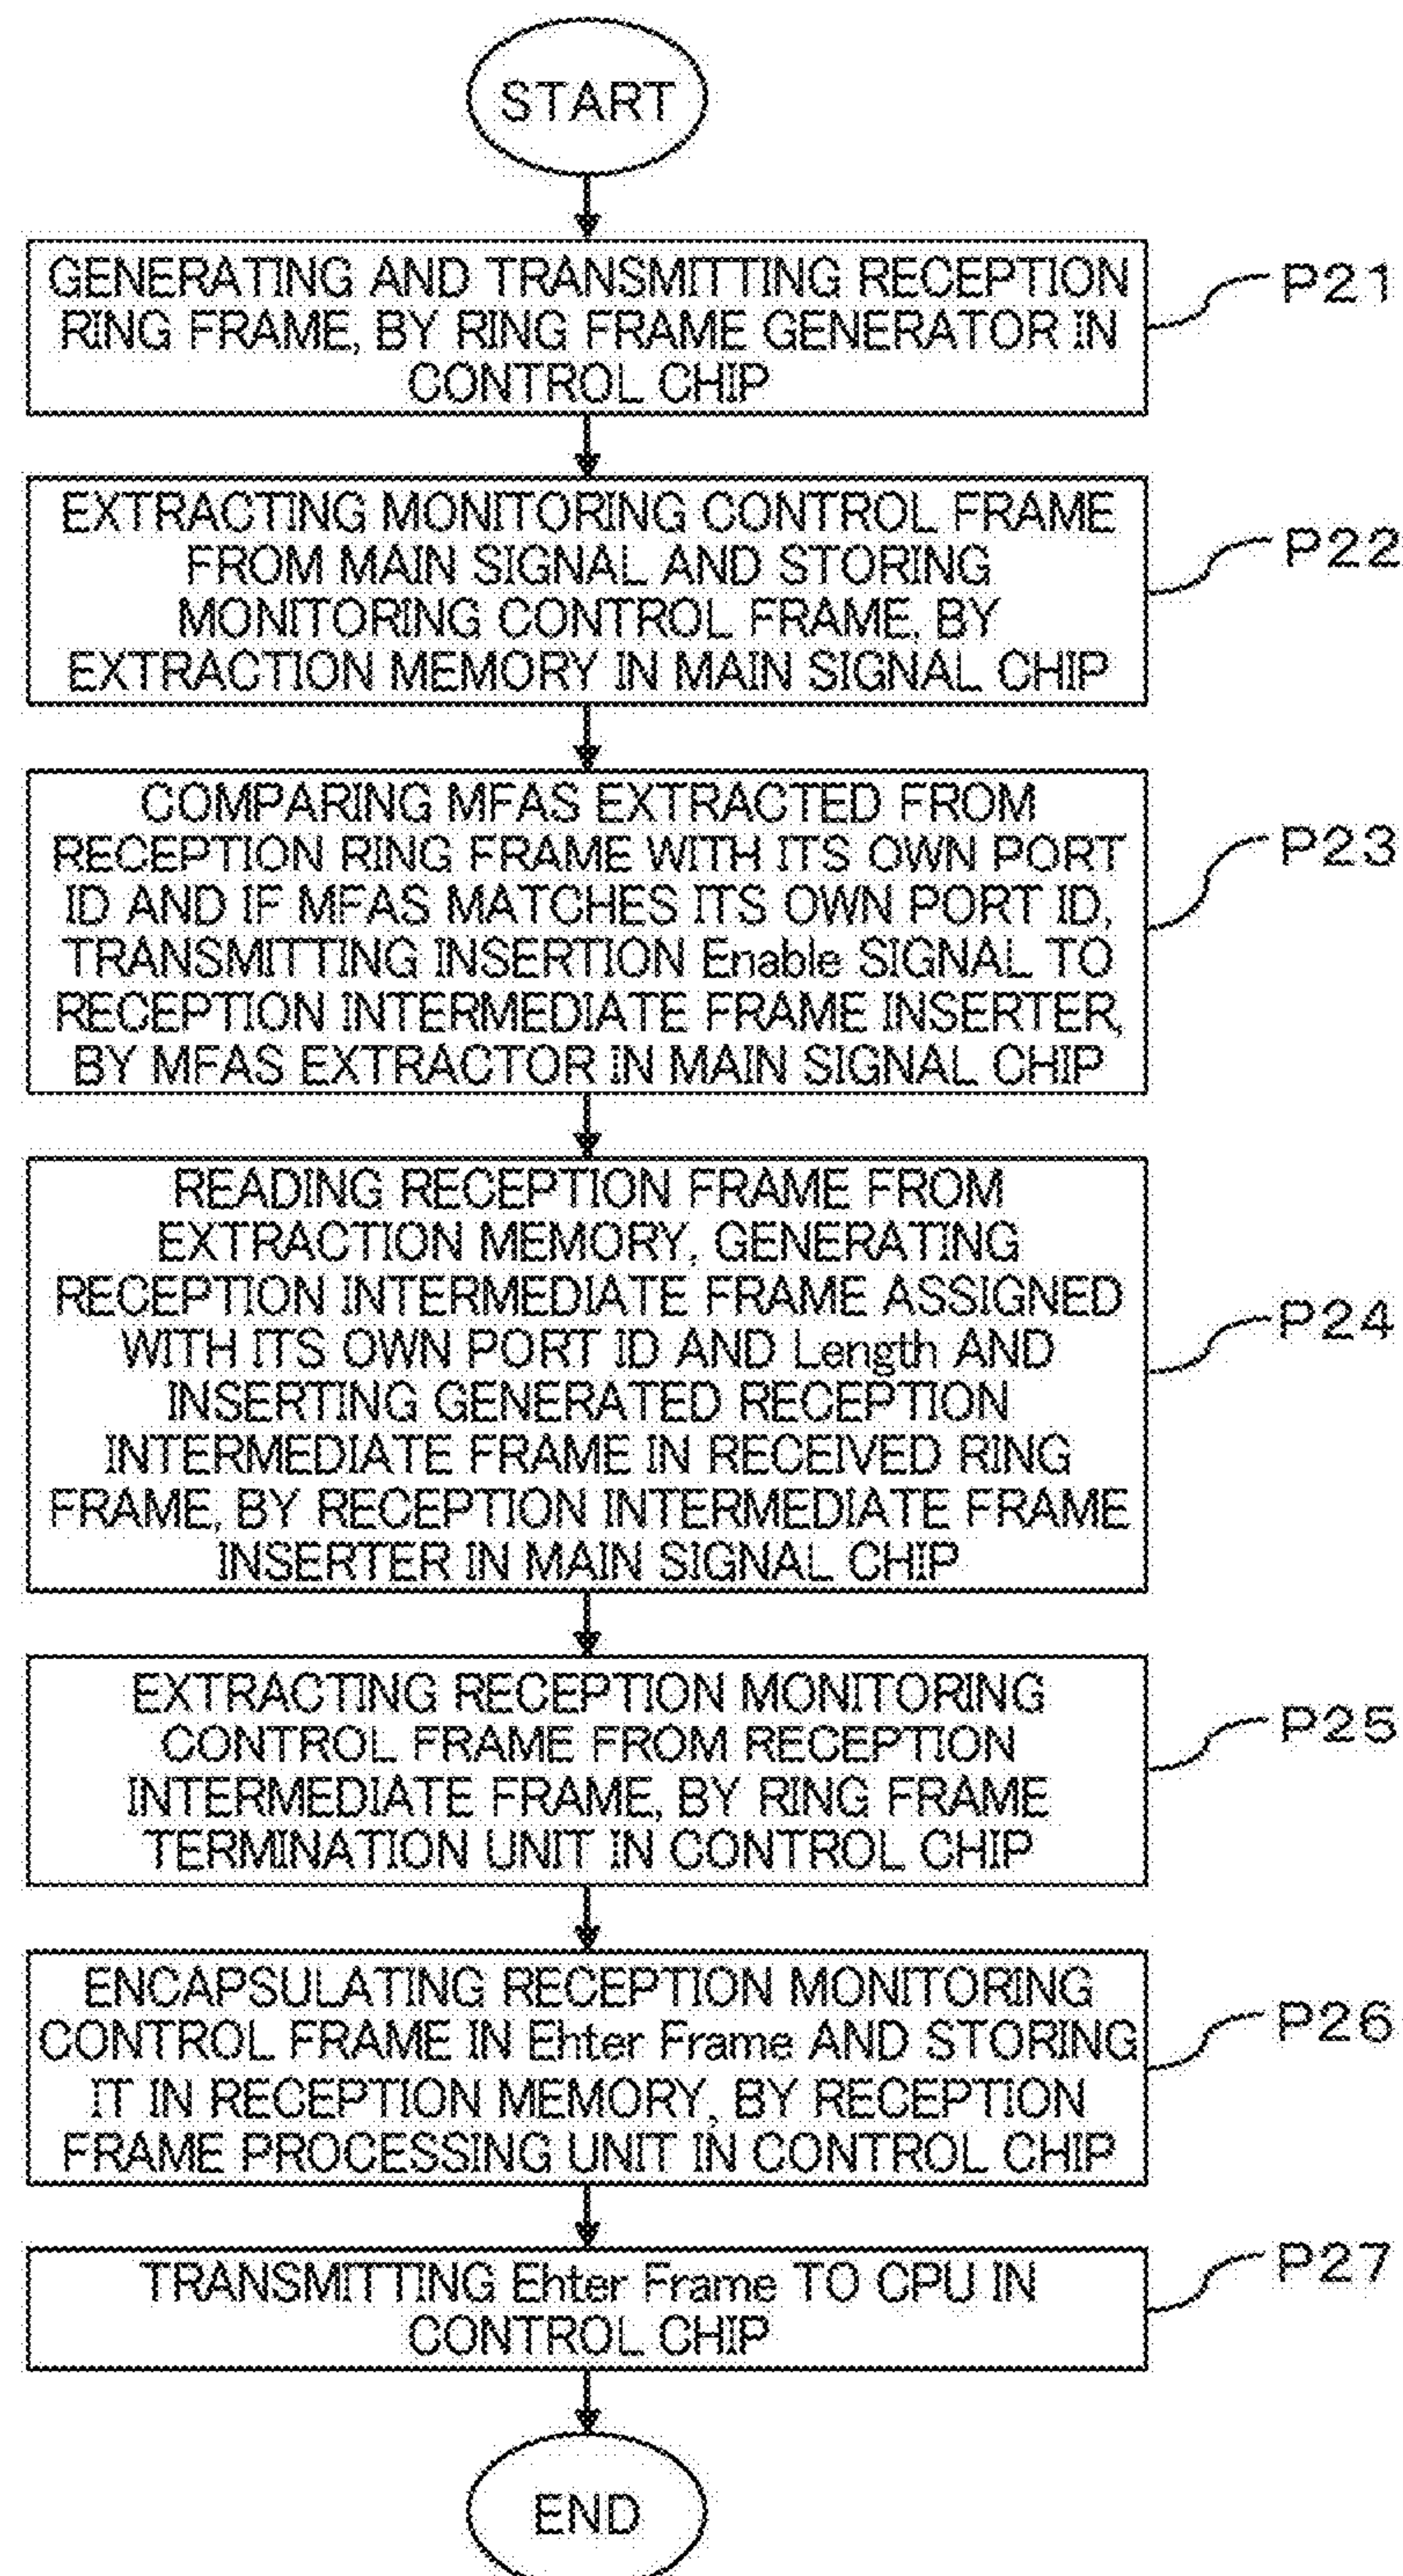 START
GENERATING AND TRANSMITTING RECEPTION
RING FRAME, BY RING FRAME GENERATOR IN
CONTROL CHIP
P21
EXTRACTING MONITORING CONTROL FRAME
FROM MAIN SIGNAL AND STORING
MONITORING CONTROL FRAME, BY
EXTRACTION MEMORY IN MAIN SIGNAL CHIP
P22
COMPARING MFAS EXTRACTED FROM
RECEPTION RING FRAME WITH ITS OWN PORT
ID AND IF MFAS MATCHES ITS OWN PORT ID,
TRANSMITTING INSERTION Enable SIGNAL TO
RECEPTION INTERMEDIATE FRAME INSERTER,
BY MFAS EXTRACTOR IN MAIN SIGNAL CHIP
P23
READING RECEPTION FRAME FROM
EXTRACTION MEMORY, GENERATING
RECEPTION INTERMEDIATE FRAME ASSIGNED
WITH ITS OWN PORT ID AND Length AND
INSERTING GENERATED RECEPTION
INTERMEDIATE FRAME IN RECEIVED RING
FRAME, BY RECEPTION INTERMEDIATE FRAME
INSERTER IN MAIN SIGNAL CHIP
P24
EXTRACTING RECEPTION MONITORING
CONTROL FRAME FROM RECEPTION
INTERMEDIATE FRAME, BY RING FRAME
TERMINATION UNIT IN CONTROL CHIP
P25
ENCAPSULATING RECEPTION MONITORING
CONTROL FRAME IN Ehter Frame AND STORING
IT IN RECEPTION MEMORY, BY RECEPTION
FRAME PROCESSING UNIT IN CONTROL CHIP
P26
TRANSMITTING Ehter Frame TO CPU IN
CONTROL CHIP
P27
END